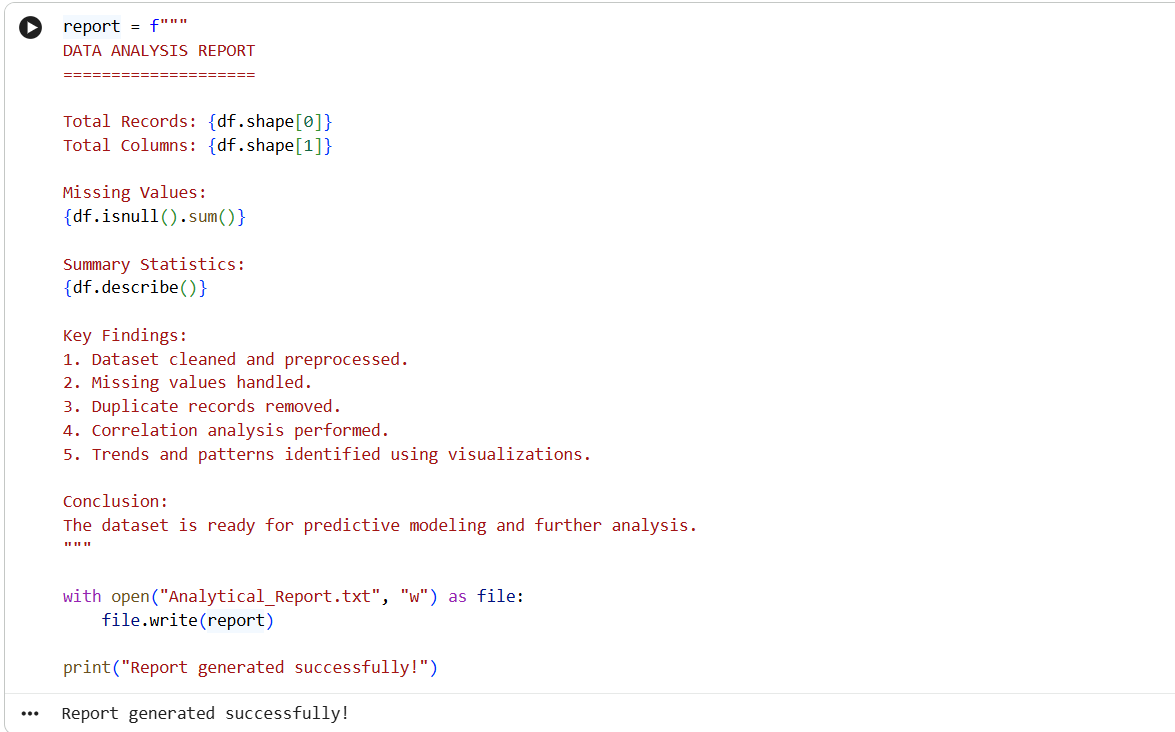 report = f"""
DATA ANALYSIS REPORT
====================
Total Records: {df.shape[0]}
Total Columns: {df.shape[1]}
Missing Values:
{df.isnull().sum()}
Summary Statistics:
{df.describe()}
Key Findings:
1. Dataset cleaned and preprocessed.
2. Missing values handled.
3. Duplicate records removed.
4. Correlation analysis performed.
5. Trends and patterns identified using visualizations.
Conclusion:
The dataset is ready for predictive modeling and further analysis.
"""
with open("Analytical_Report.txt", "w") as file:
    file.write(report)
print("Report generated successfully!")
Report generated successfully!